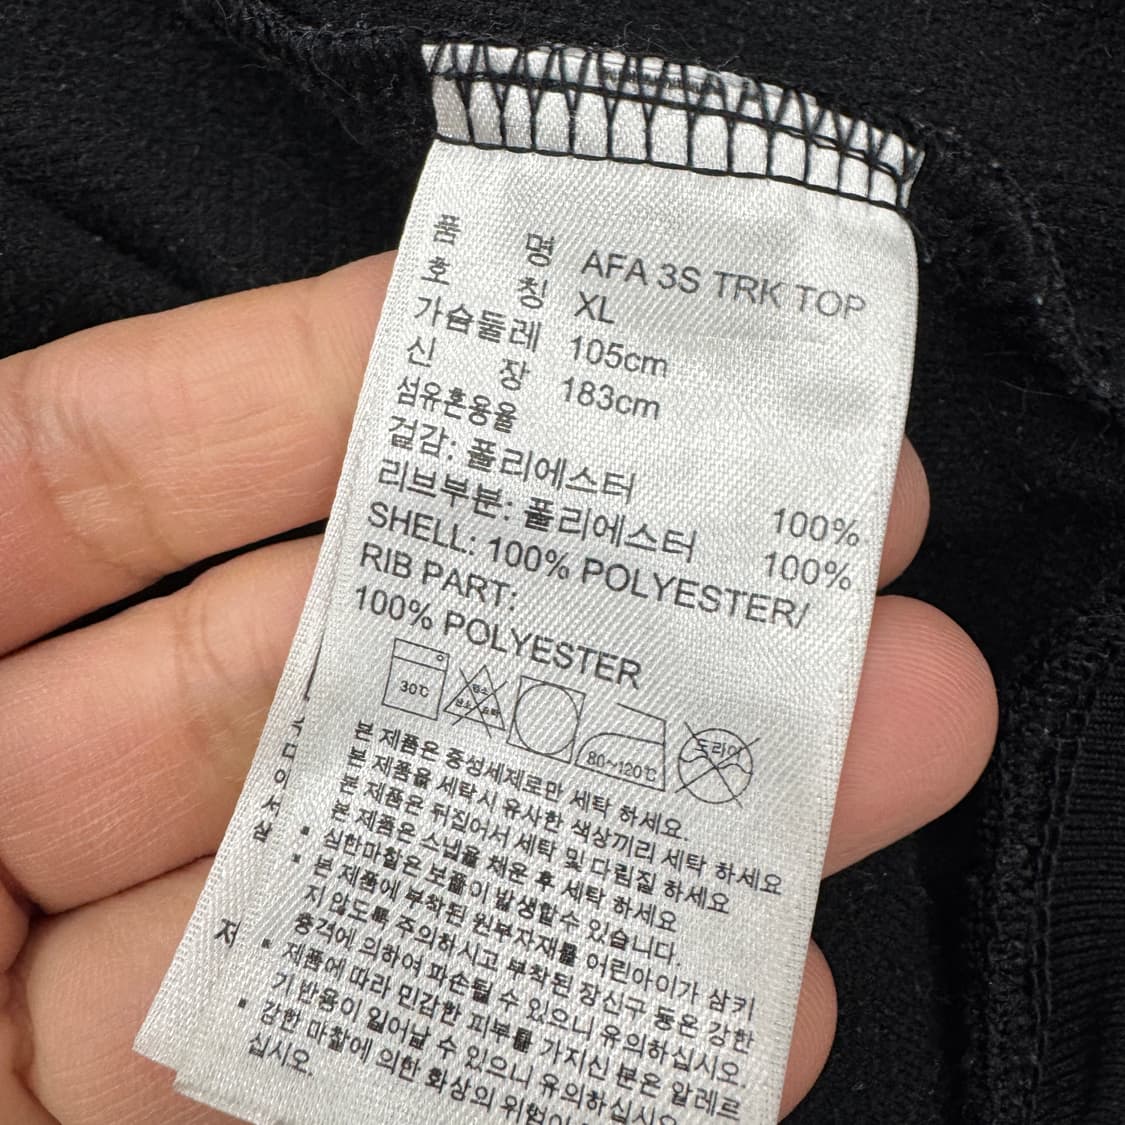 품 명 AFA 3S TRK TOP
호 칭 XL
가슴둘레 105cm
신 장 183cm
섬유혼용율
겉감: 폴리에스터 100%
리브부분: 폴리에스터 100%
SHELL: 100% POLYESTER/
RIB PART:
100% POLYESTER
30℃
염소
산소표백
80~120℃
드라이
본 제품은 중성세제로만 세탁 하세요.
본 제품을 세탁시 유사한 색상끼리 세탁 하세요
본 제품은 뒤집어서 세탁 및 다림질 하세요
본 제품은 스냅을 채운 후 세탁 하세요
▪ 심한마찰은 보풀이 발생할수 있습니다.
▪ 본 제품에 부착된 원부자재를 어린아이가 삼키
지 않도록 주의하시고 부착된 장신구 등은 강한
충격에 의하여 파손될 수 있으니 유의하십시오.
▪ 제품에 따라 민감한 피부를 가지신 분은 알레르
기 반용이 일어날 수 있으니 유의하십시오
▪ 강한 마찰에 의한 화상의 위험이
십시오.
저